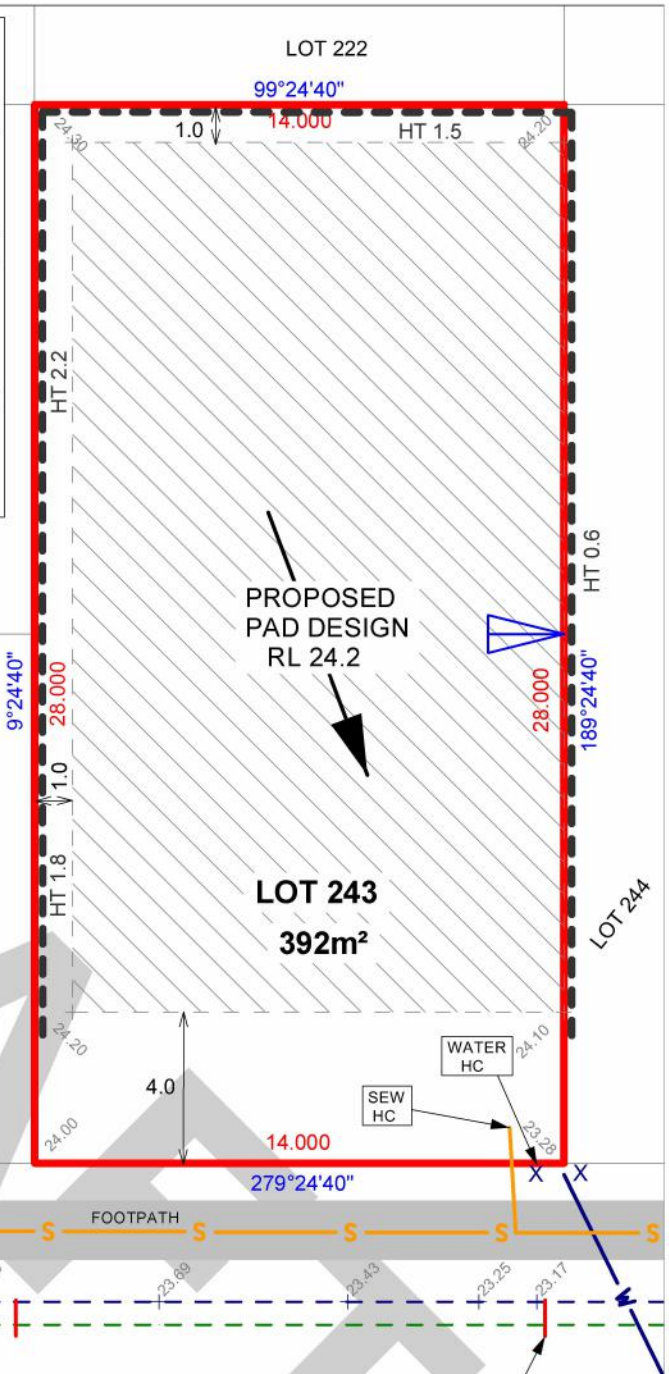 LOT 222
99°24'40"
14.000
1.0
HT 1.5
24.30
24.20
HT 2.2
HT 0.6
PROPOSED
PAD DESIGN
RL 24.2
9°24'40"
28.000
28.000
189°24'40"
1.0
HT 1.8
LOT 243
392m²
LOT 244
24.20
24.10
WATER
HC
4.0
SEW
HC
24.00
23.28
14.000
X X
279°24'40"
FOOTPATH
S S S S S
23.69
23.43
23.25
23.17
W